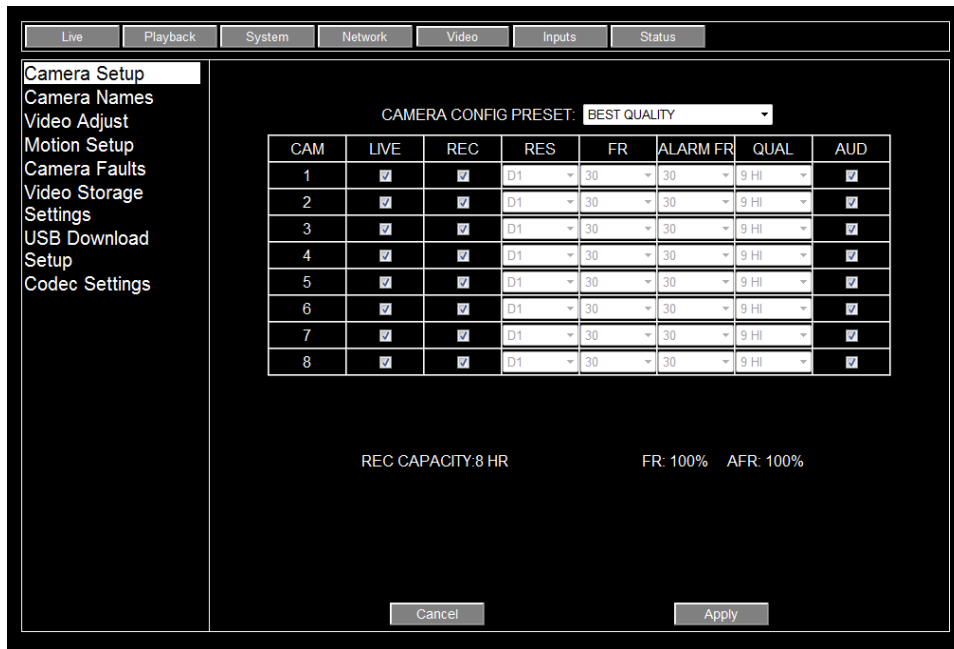 Live Playback System Network Video Inputs Status
Camera Setup
Camera Names
Video Adjust
Motion Setup
Camera Faults
Video Storage
Settings
USB Download
Setup
Codec Settings
CAMERA CONFIG PRESET: BEST QUALITY
CAM LIVE REC RES FR ALARM FR QUAL AUD
1 D1 30 30 9 HI
2 D1 30 30 9 HI
3 D1 30 30 9 HI
4 D1 30 30 9 HI
5 D1 30 30 9 HI
6 D1 30 30 9 HI
7 D1 30 30 9 HI
8 D1 30 30 9 HI
REC CAPACITY:8 HR FR: 100% AFR: 100%
Cancel Apply